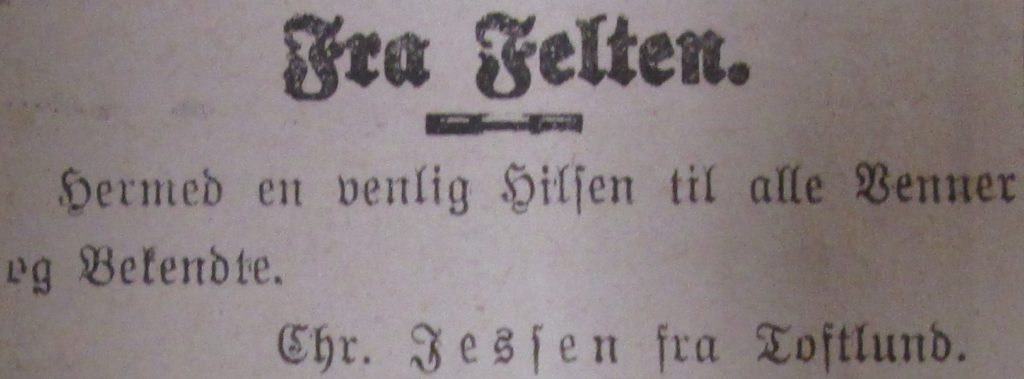 Fra Felten.
Hermed en venlig Hilsen til alle Venner
og Bekendte.
Chr. Jessen fra Toftlund.